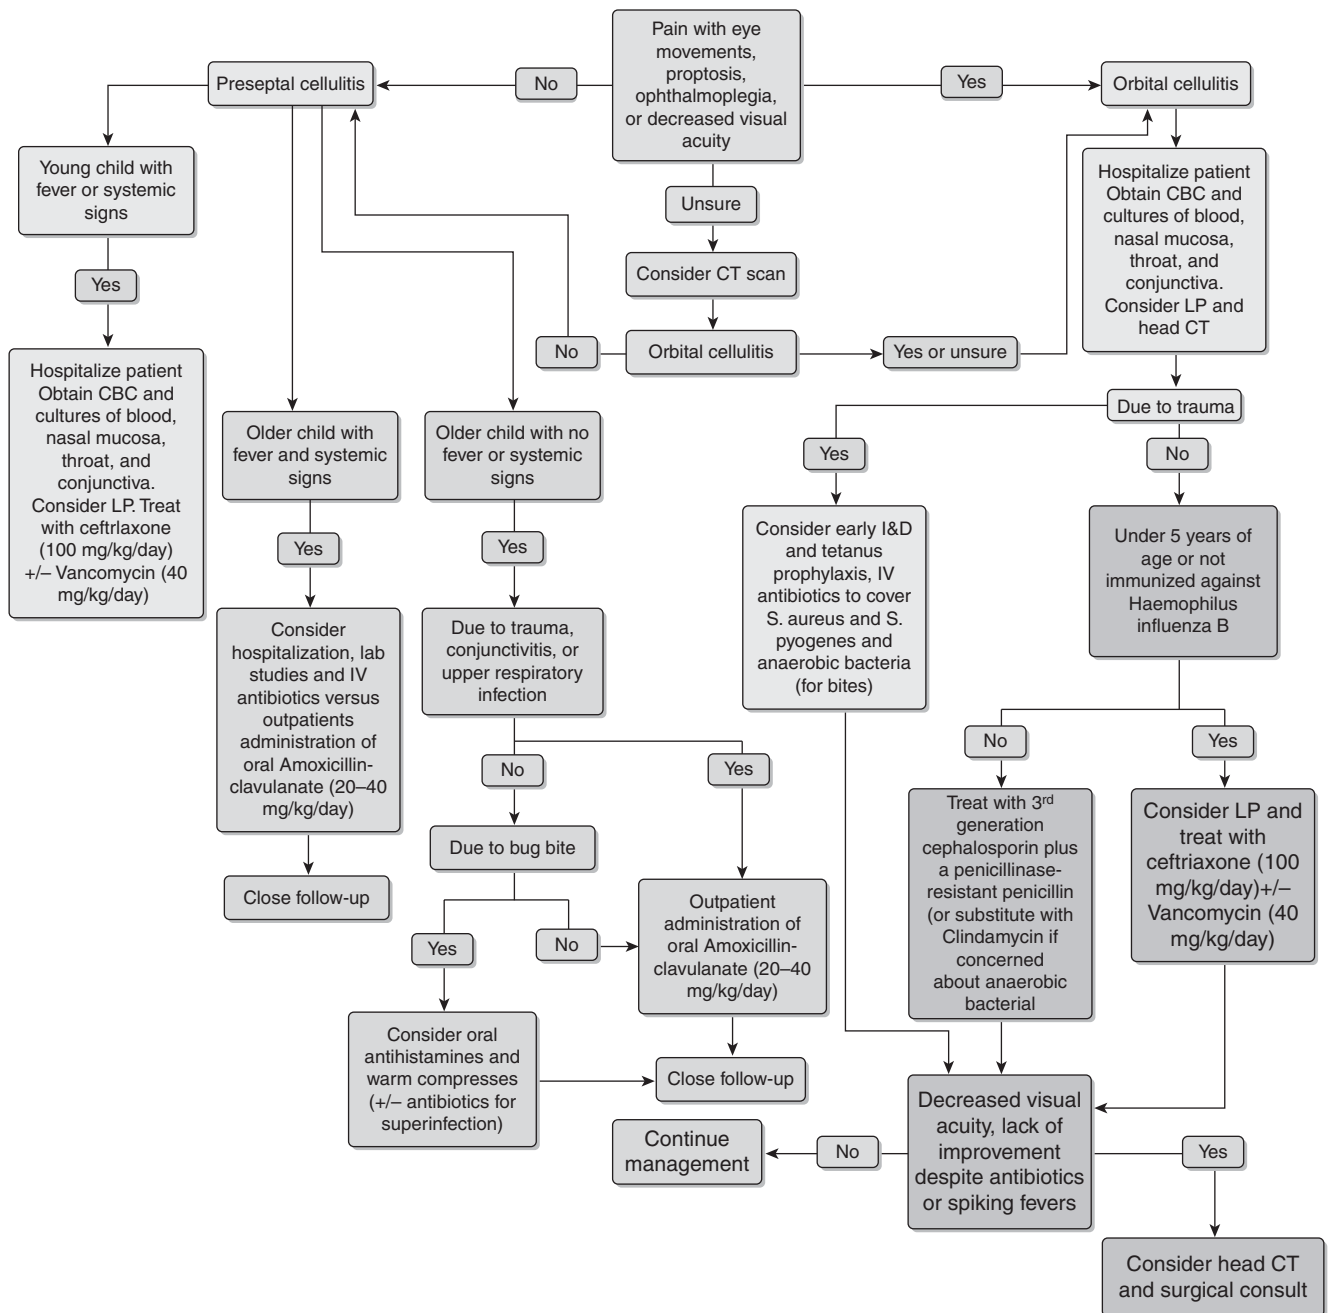 Pain with eye
movements,
proptosis,
ophthalmoplegia,
or decreased visual
acuity
No
Yes
Unsure
Preseptal cellulitis
Orbital cellulitis
Young child with
fever or systemic
signs
Yes
Hospitalize patient
Obtain CBC and
cultures of blood,
nasal mucosa,
throat, and
conjunctiva.
Consider LP. Treat
with ceftrlaxone
(100 mg/kg/day)
+/– Vancomycin (40
mg/kg/day)
Consider CT scan
Orbital cellulitis
No
Yes or unsure
Hospitalize patient
Obtain CBC and
cultures of blood,
nasal mucosa,
throat, and
conjunctiva.
Consider LP and
head CT
Due to trauma
Yes
No
Older child with
fever and systemic
signs
Yes
Consider
hospitalization, lab
studies and IV
antibiotics versus
outpatients
administration of
oral Amoxicillin-
clavulanate (20–40
mg/kg/day)
Close follow-up
Older child with no
fever or systemic
signs
Yes
Due to trauma,
conjunctivitis, or
upper respiratory
infection
No
Yes
Due to bug bite
Yes
No
Consider oral
antihistamines and
warm compresses
(+/– antibiotics for
superinfection)
Outpatient
administration of
oral Amoxicillin-
clavulanate (20–40
mg/kg/day)
Close follow-up
Consider early I&D
and tetanus
prophylaxis, IV
antibiotics to cover
S. aureus and S.
pyogenes and
anaerobic bacteria
(for bites)
Under 5 years of
age or not
immunized against
Haemophilus
influenza B
No
Yes
Treat with 3rd
generation
cephalosporin plus
a penicillinase-
resistant penicillin
(or substitute with
Clindamycin if
concerned
about anaerobic
bacterial
Consider LP and
treat with
ceftriaxone (100
mg/kg/day)+/–
Vancomycin (40
mg/kg/day)
Decreased visual
acuity, lack of
improvement
despite antibiotics
or spiking fevers
No
Yes
Continue
management
Consider head CT
and surgical consult